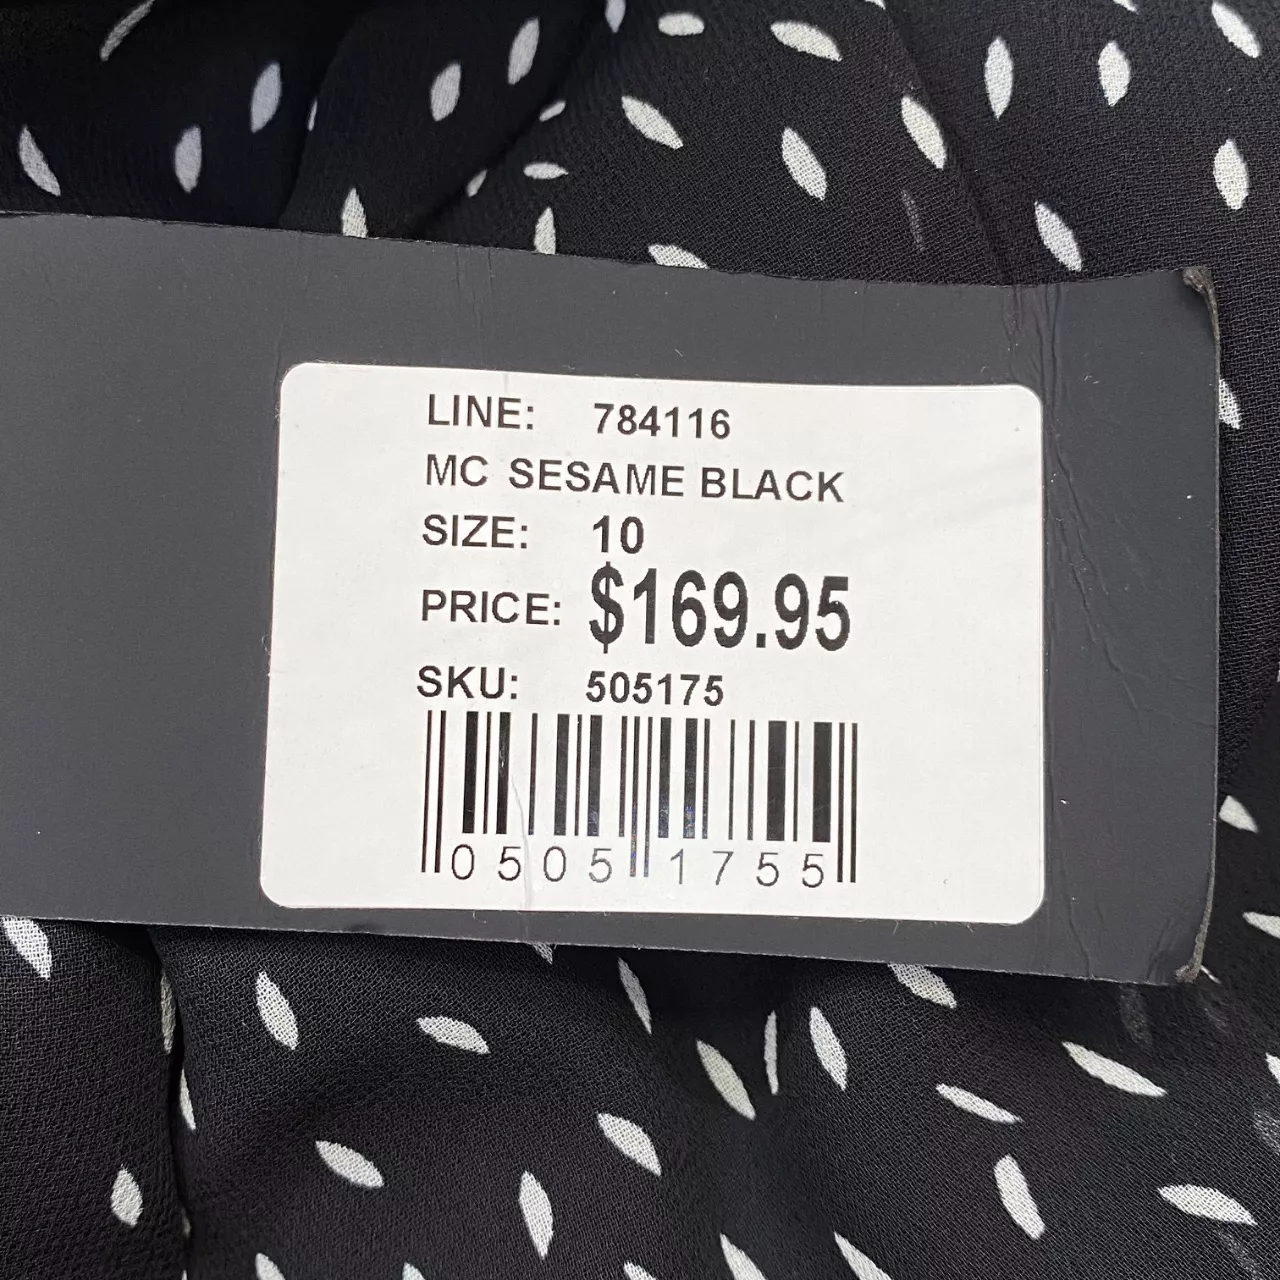 LINE: 784116
MC SESAME BLACK
SIZE: 10
PRICE: $169.95
SKU: 505175
0505 1755